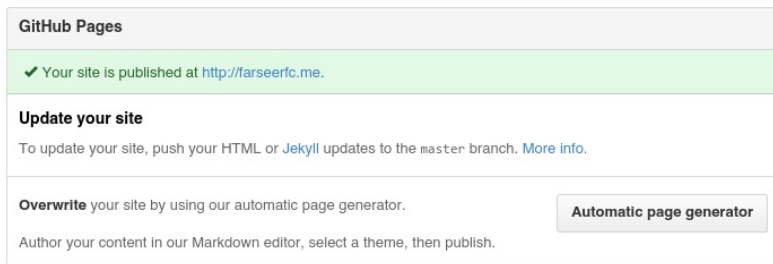 GitHub Pages
✔ Your site is published at http://farseerfc.me.
Update your site
To update your site, push your HTML or Jekyll updates to the master branch. More info.
Overwrite your site by using our automatic page generator.
Automatic page generator
Author your content in our Markdown editor, select a theme, then publish.